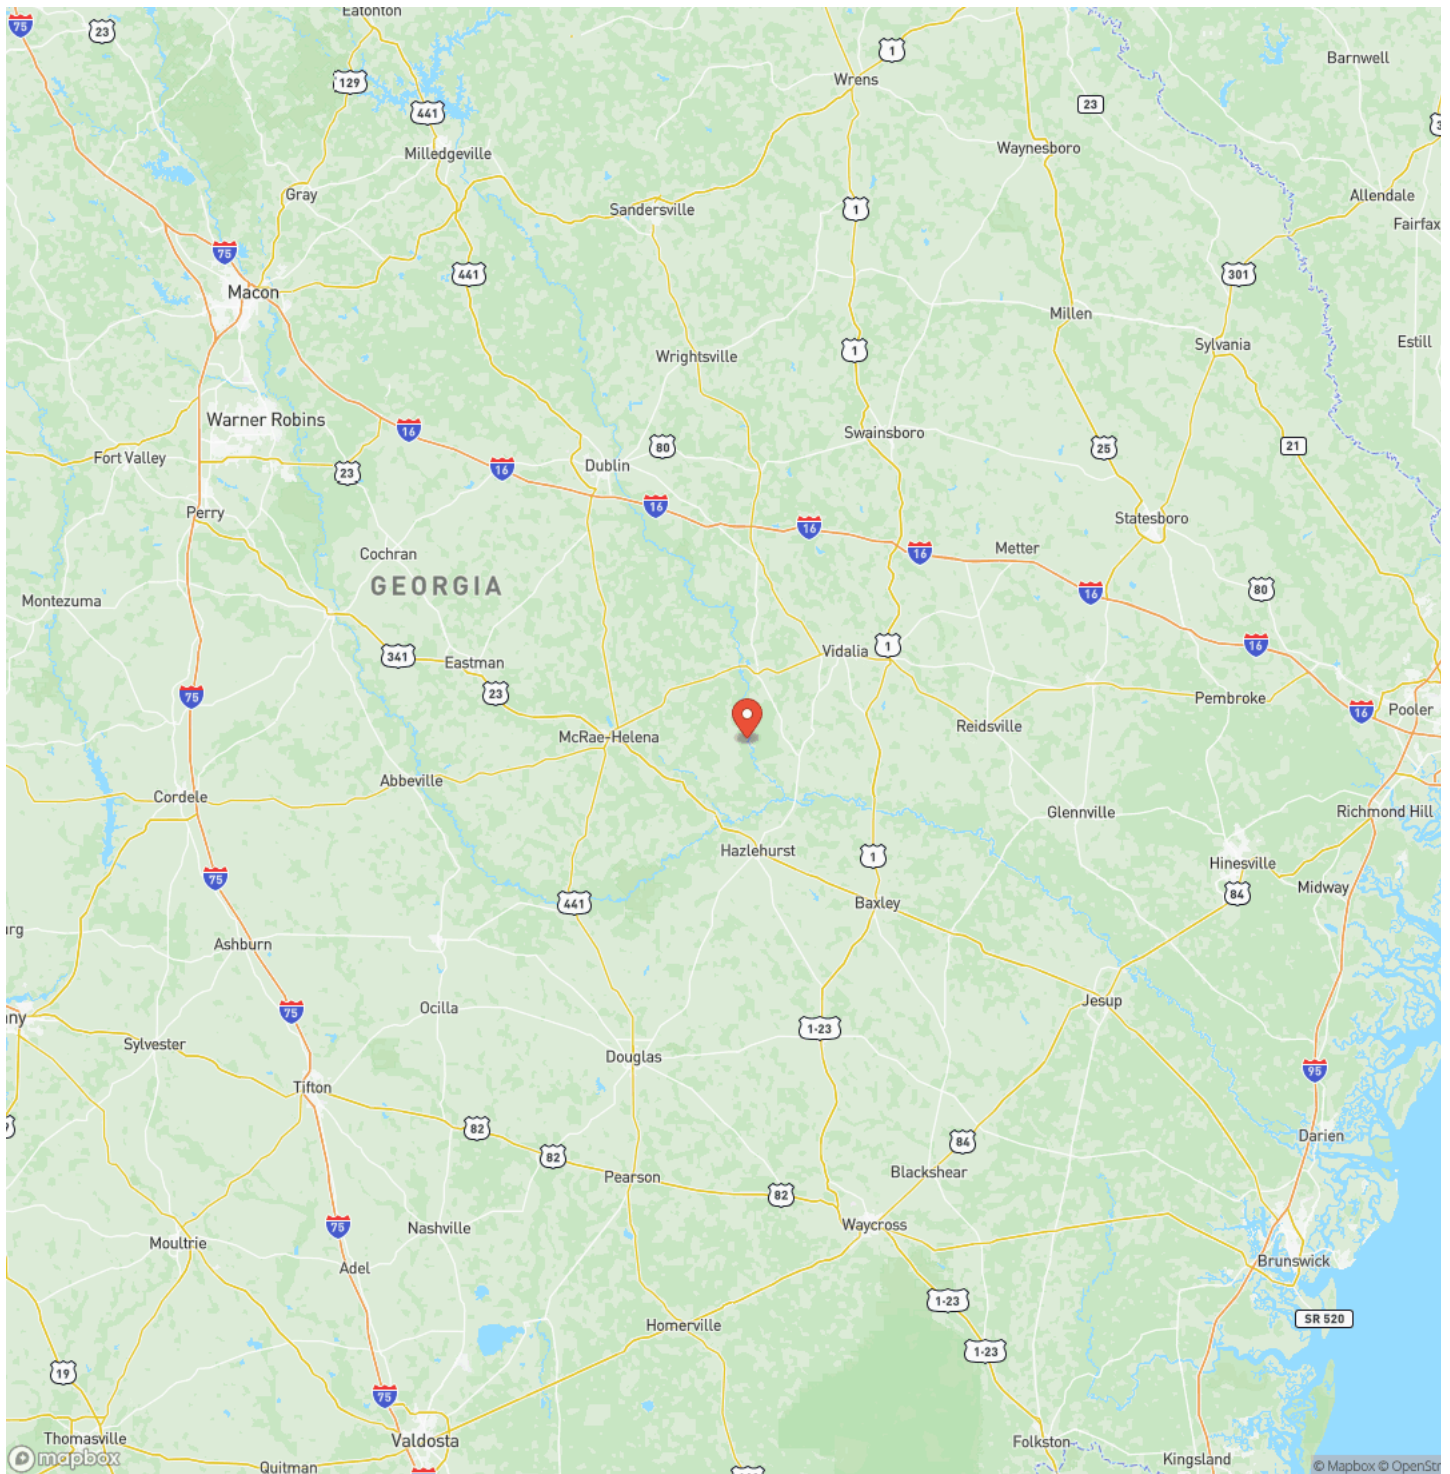 75
23
Eatonton
1
Wrens
Barnwell
129
441
23
3
Milledgeville
Waynesboro
Gray
Sandersville
1
Allendale
Fairfax
75
441
301
Macon
Millen
Wrightsville
1
Sylvania
Estill
Warner Robins
16
Swainsboro
80
25
21
Fort Valley
23
16
Dublin
16
Perry
16
Statesboro
Cochran
16
Metter
GEORGIA
Montezuma
16
80
341
Eastman
Vidalia
1
16
23
75
Pembroke
16
Pooler
McRae-Helena
Reidsville
Abbeville
Cordele
Glennville
Richmond Hill
Hazlehurst
1
Hinesville
75
84
Midway
441
Baxley
urg
Ashburn
Jesup
Ocilla
75
any
1-23
Sylvester
Douglas
95
Tifton
82
84
Darien
82
Pearson
Blackshear
82
75
Nashville
Waycross
Moultrie
Adel
Brunswick
1-23
Homerville
SR 520
1-23
19
75
Thomasville
Valdosta
Folkston
mapbox
Quitman
Kingsland
© Mapbox © OpenStr